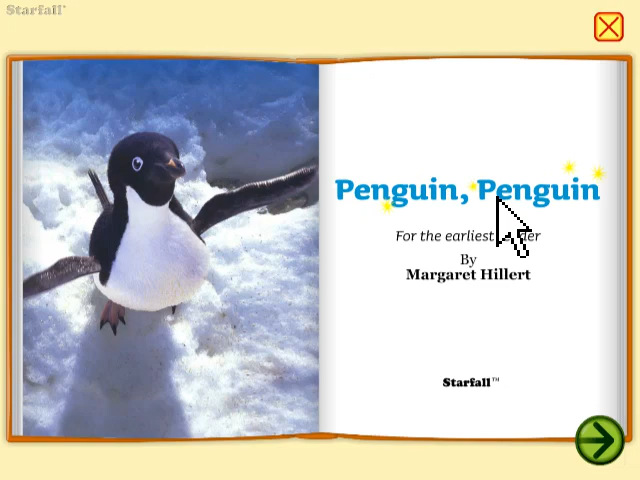 Starfall
Penguin, Penguin
For the earliest
By
Margaret Hillert
Starfall™